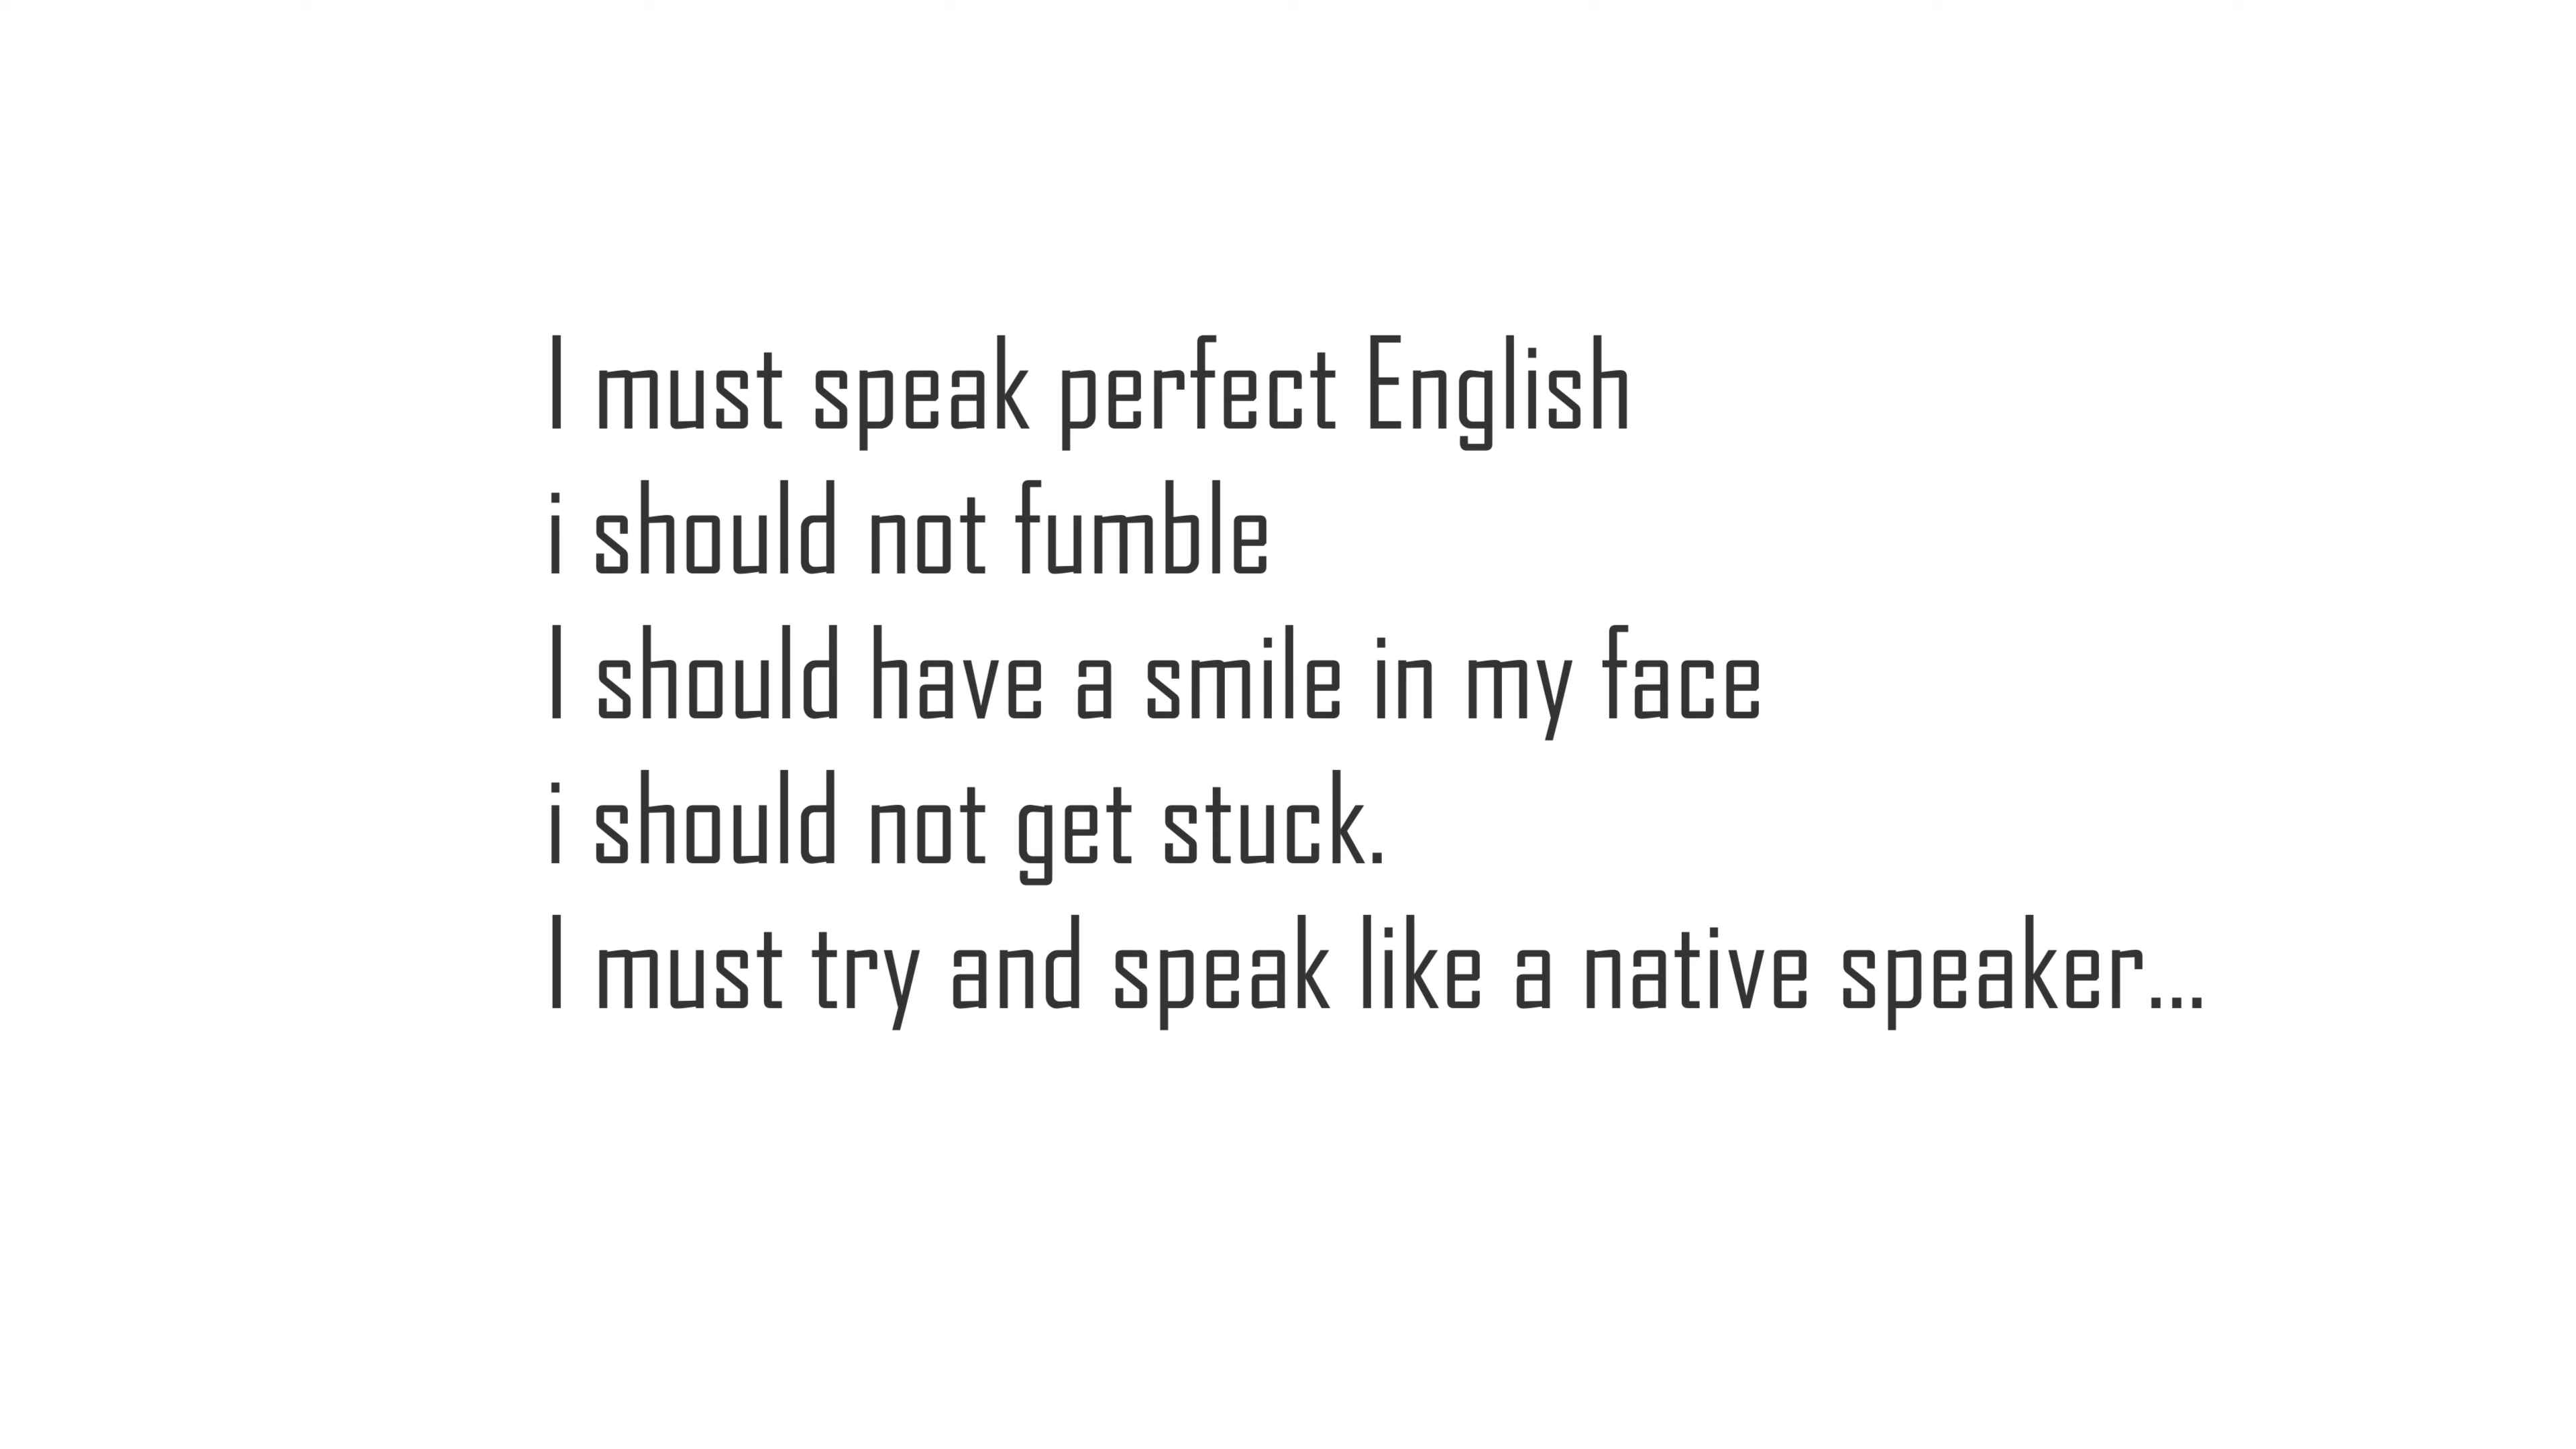 I must speak perfect English
i should not fumble
I should have a smile in my face
i should not get stuck.
I must try and speak like a native speaker...